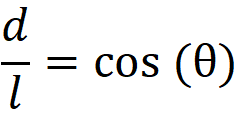 d/l = cos (θ)